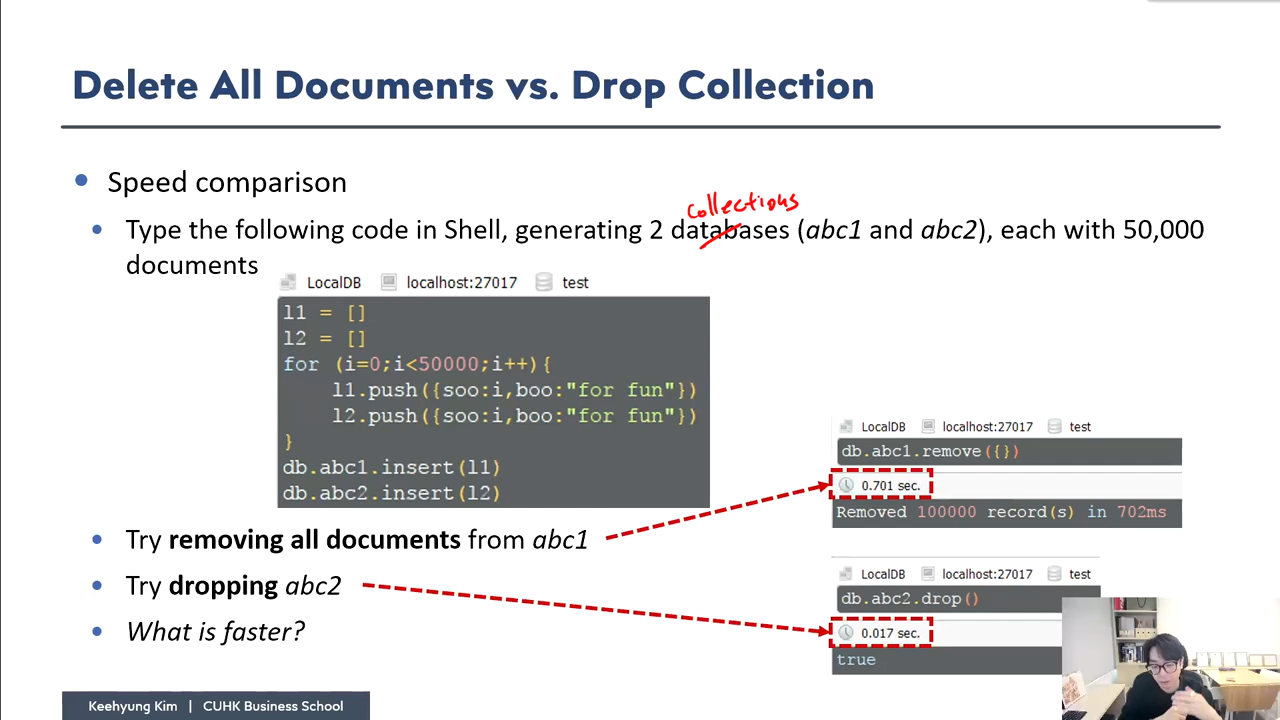 Delete All Documents vs. Drop Collection
Speed comparison
collections
Type the following code in Shell, generating 2 databases (abc1 and abc2), each with 50,000
documents
LocalDB localhost:27017 test
l1 = []
l2 = []
for (i=0;i<50000;i++){
l1.push({soo:i,boo:"for fun"})
l2.push({soo:i,boo:"for fun"})
}
db.abc1.insert(l1)
db.abc2.insert(l2)
LocalDB localhost:27017 test
db.abc1.remove({})
0.701 sec.
Removed 100000 record(s) in 702ms
Try removing all documents from abc1
Try dropping abc2
What is faster?
LocalDB localhost:27017 test
db.abc2.drop()
0.017 sec.
true
Keehyung Kim | CUHK Business School